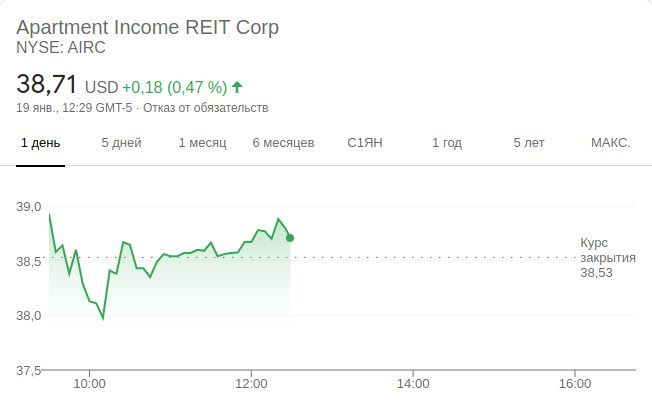 Apartment Income REIT Corp
NYSE: AIRC
38,71 USD +0,18 (0,47 %)
19 янв., 12:29 GMT-5 · Отказ от обязательств
1 день 5 дней 1 месяц 6 месяцев С1ЯН 1 год 5 лет МАКС.
39,0
38,5
38,0
37,5
Курс
закрытия
38,53
10:00 12:00 14:00 16:00